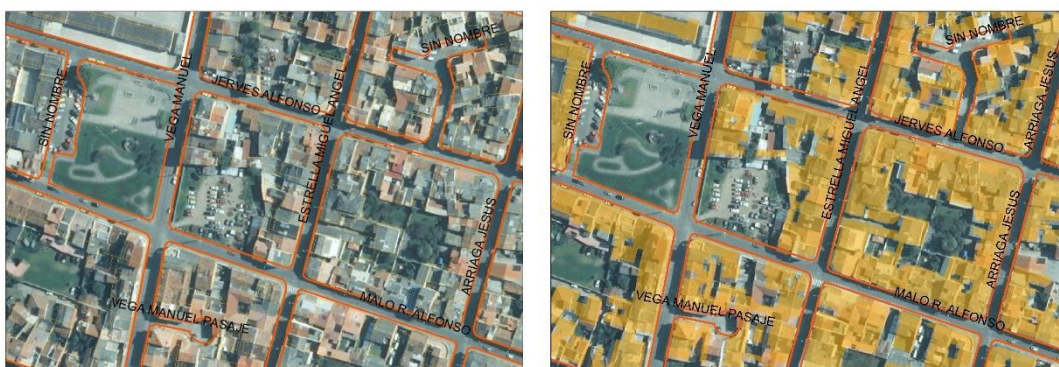 SIN NOMBRE
VEGA MANUEL
JERVES ALFONSO
ESTRELLA MIGUEL ANGEL
SIN NOMBRE
ARRIAGA JESUS
MALO R. ALFONSO
VEGA MANUEL PASAJE
SIN NOMBRE
VEGA MANUEL
SIN NOMBRE
ARRIAGA JESUS
JERVES ALFONSO
ESTRELLA MIGUEL ANGEL
ARRIAGA JESUS
MALO R. ALFONSO
VEGA MANUEL PASAJE